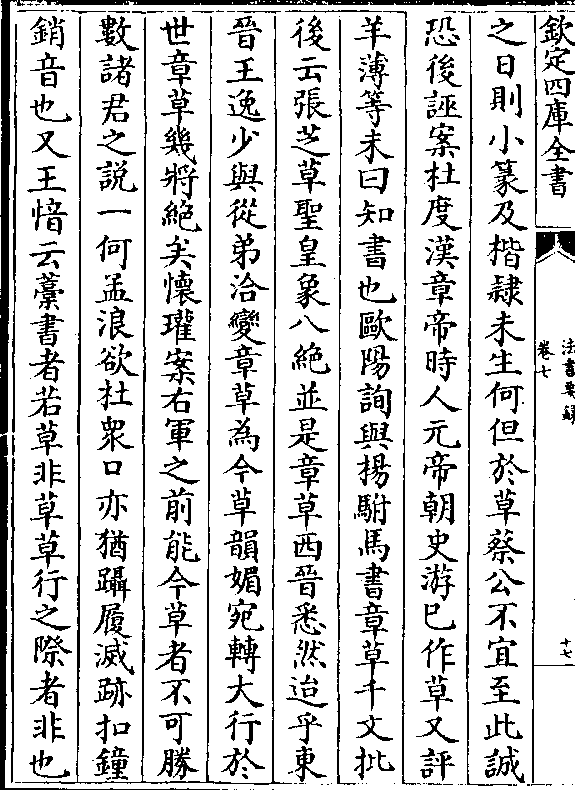 欽定四庫全書
法書要録
卷七
十七
之日則小篆及楷隸未生何但於草蔡公不宜至此誠
恐後誣案杜度漢章帝時人元帝朝史游已作草又評
羊薄等未曰知書也歐陽詢與揚駙馬書章草千文批
後云張芝草聖皇象八絶並是章草西晉悉然迨乎東
晉王逸少與從弟洽變章草為今草韻媚宛轉大行於
世章草幾將絶矣懷瓘案右軍之前能今草者不可勝
數諸君之説一何孟浪欲杜衆口亦猶躡履滅跡扣鐘
銷音也又王愔云藁書者若草非草草行之際者非也